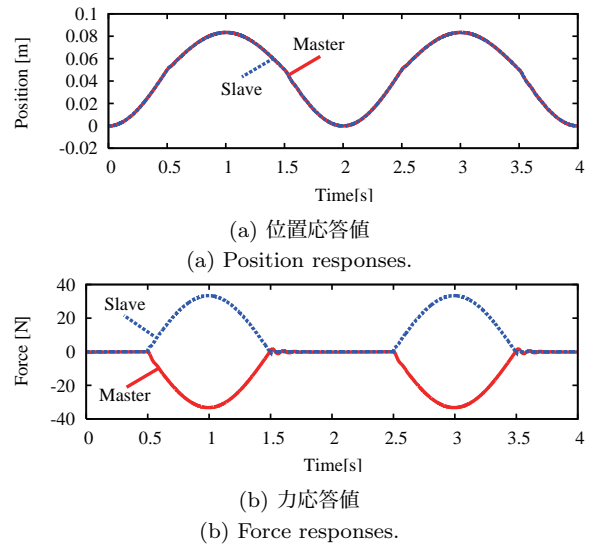 0.1
0.08
0.06
0.04
0.02
0
-0.02
Position [m]
Master
Slave
0 0.5 1 1.5 2 2.5 3 3.5 4
Time[s]
(a) 位置応答値
(a) Position responses.
40
20
0
-20
-40
Force [N]
Slave
Master
0 0.5 1 1.5 2 2.5 3 3.5 4
Time[s]
(b) 力応答値
(b) Force responses.